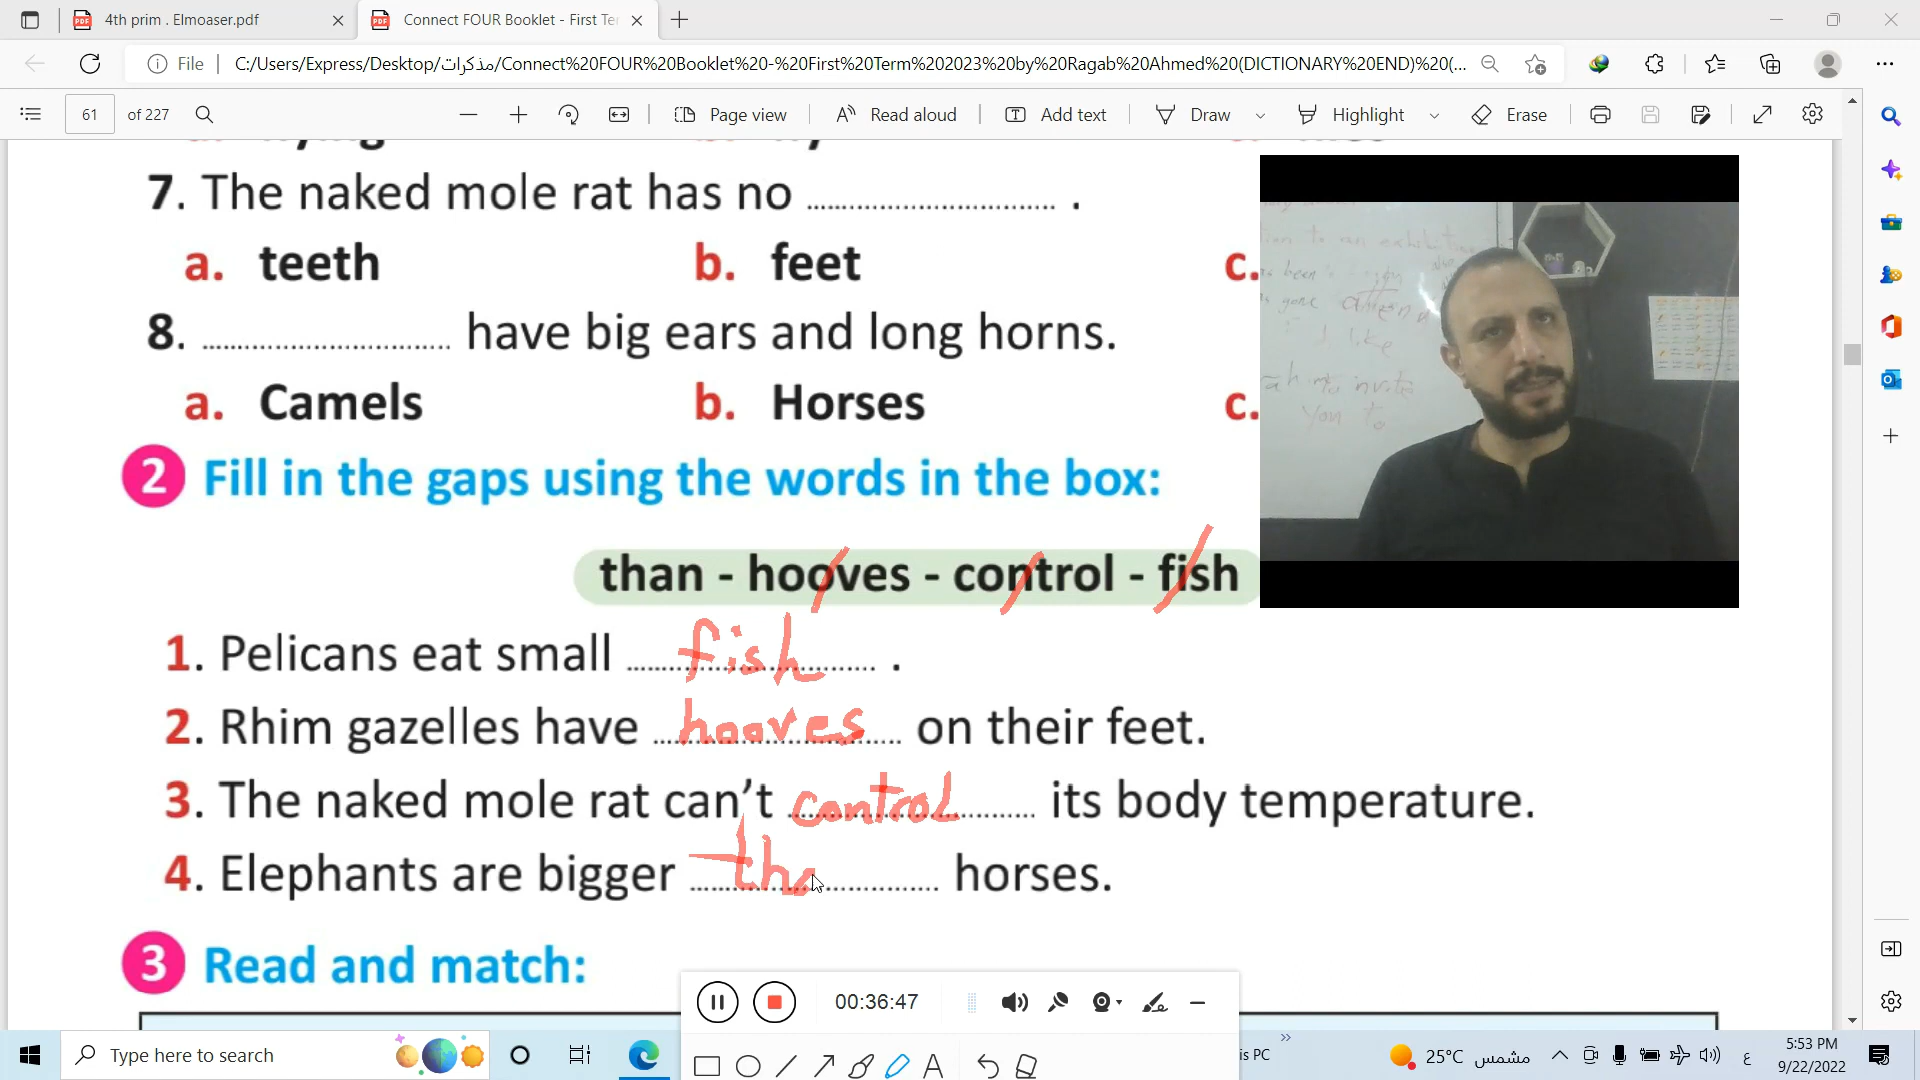 4th prim . Elmoaser.pdf
Connect FOUR Booklet - First Te
File
C:/Users/Express/Desktop/مذكرات/Connect%20FOUR%20Booklet%20-%20First%20Term%202023%20by%20Ragab%20Ahmed%20(DICTIONARY%20END)%20(...
61 of 227
Page view
Read aloud
Add text
Draw
Highlight
Erase
7. The naked mole rat has no .............................. .
a. teeth b. feet c.
8. .............................. have big ears and long horns.
a. Camels b. Horses c.
2 Fill in the gaps using the words in the box:
than - hooves - control - fish
1. Pelicans eat small fish .
2. Rhim gazelles have hooves on their feet.
3. The naked mole rat can't control its body temperature.
4. Elephants are bigger tha horses.
3 Read and match:
00:36:47
Type here to search
is PC
25°C مشمس
ع
5:53 PM
9/22/2022